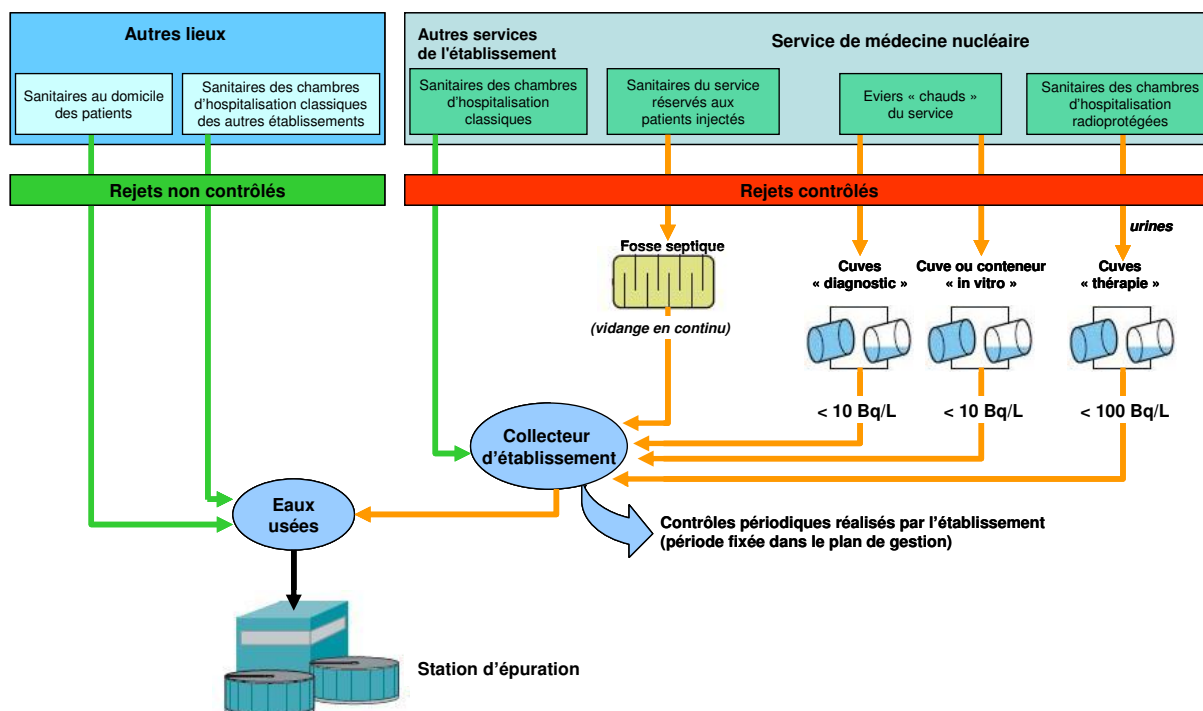 Autres lieux
Sanitaires au domicile
des patients
Sanitaires des chambres
d'hospitalisation classiques
des autres établissements
Autres services
de l'établissement
Service de médecine nucléaire
Sanitaires des chambres
d'hospitalisation
classiques
Sanitaires du service
réservés aux
patients injectés
Eviers « chauds »
du service
Sanitaires des chambres
d'hospitalisation
radioprotégées
Rejets non contrôlés
Rejets contrôlés
urines
Fosse septique
(vidange en continu)
Cuves
« diagnostic »
Cuve ou conteneur
« in vitro »
Cuves
« thérapie »
< 10 Bq/L
< 10 Bq/L
< 100 Bq/L
Collecteur
d'établissement
Eaux
usées
Contrôles périodiques réalisés par l'établissement
(période fixée dans le plan de gestion)
Station d'épuration